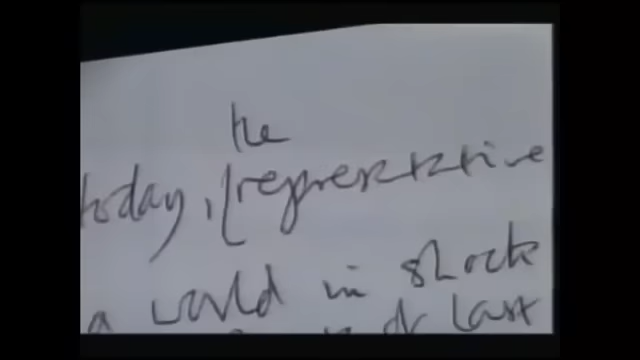 the
today, representative
a world in shock
last